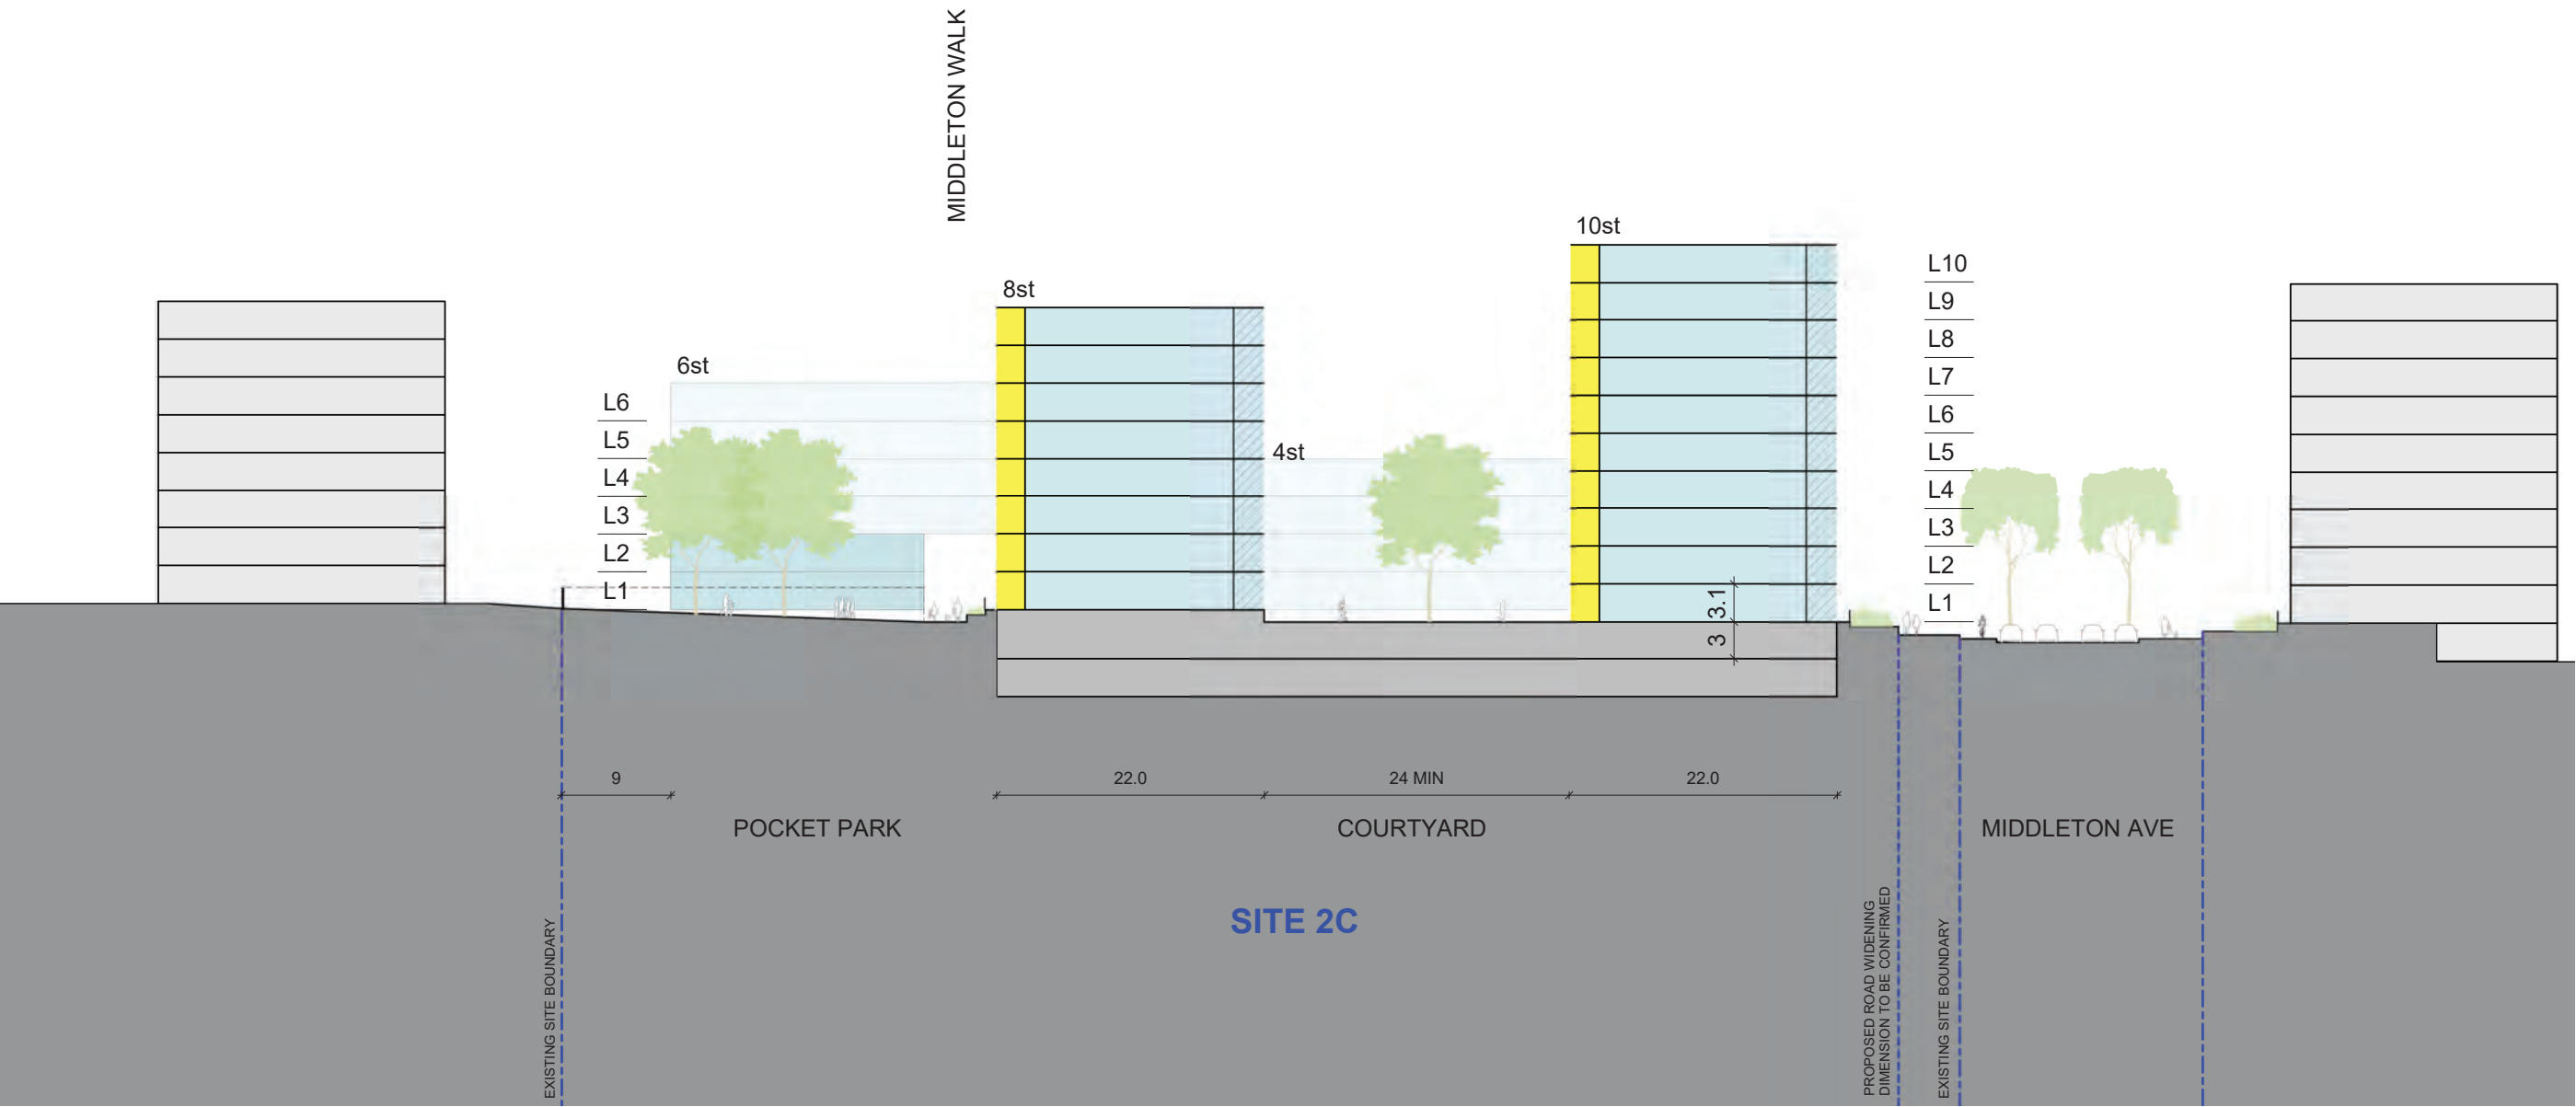 MIDDLETON WALK
10st
8st
6st
4st
L6
L5
L4
L3
L2
L1
L10
L9
L8
L7
L6
L5
L4
L3
L2
L1
3.1
3
9
22.0
24 MIN
22.0
POCKET PARK
COURTYARD
MIDDLETON AVE
SITE 2C
EXISTING SITE BOUNDARY
PROPOSED ROAD WIDENING
DIMENSION TO BE CONFIRMED
EXISTING SITE BOUNDARY